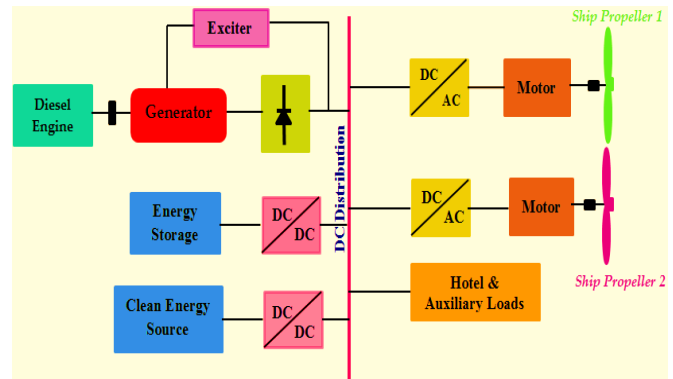 Ship Propeller 1
Exciter
DC
AC
Motor
Diesel
Engine
Generator
DC Distribution
Energy
Storage
DC
DC
DC
AC
Motor
Ship Propeller 2
Hotel &
Auxiliary Loads
Clean Energy
Source
DC
DC